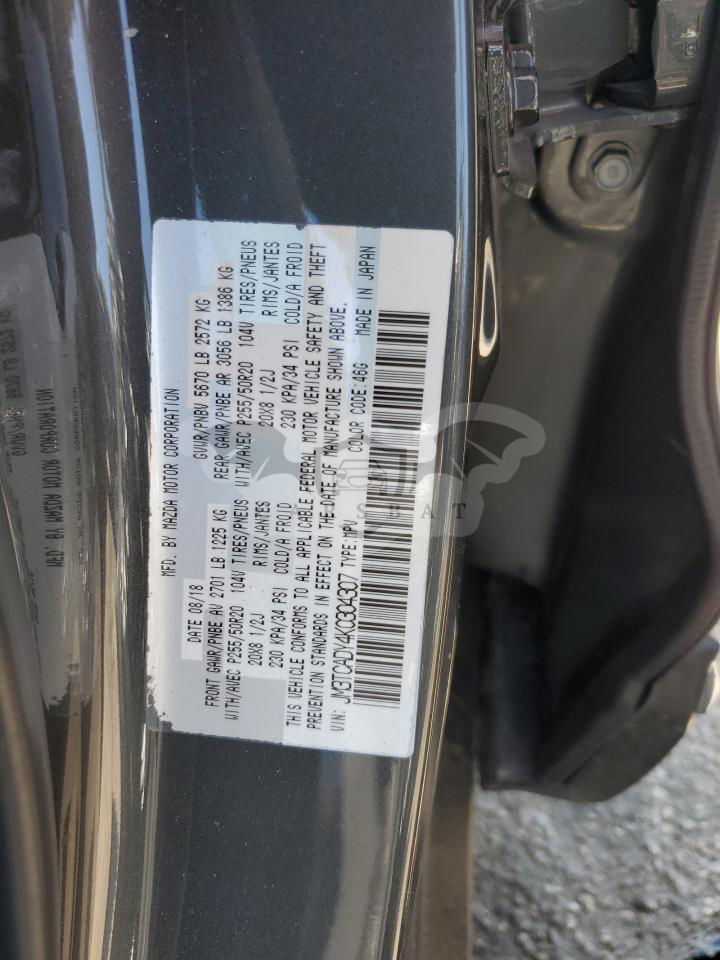 MFD. BY MAZDA MOTOR CORPORATION
DATE 08/18 GVWR/PNBV 5670 LB 2572 KG
FRONT GAWR/PNBE AV 2701 LB 1225 KG REAR GAWR/PNBE AR 3056 LB 1386 KG
WITH/AVEC P255/50R20 104V TIRES/PNEUS WITH/AVEC P255/50R20 104V TIRES/PNEUS
20X8 1/2J RIMS/JANTES 20X8 1/2J RIMS/JANTES
230 KPA/34 PSI COLD/A FROID 230 KPA/34 PSI COLD/A FROID
THIS VEHICLE CONFORMS TO ALL APPLICABLE FEDERAL MOTOR VEHICLE SAFETY AND THEFT
PREVENTION STANDARDS IN EFFECT ON THE DATE OF MANUFACTURE SHOWN ABOVE.
VIN: JM3TCADY4K0304307 TYPE: MPV COLOR CODE: 46G MADE IN JAPAN